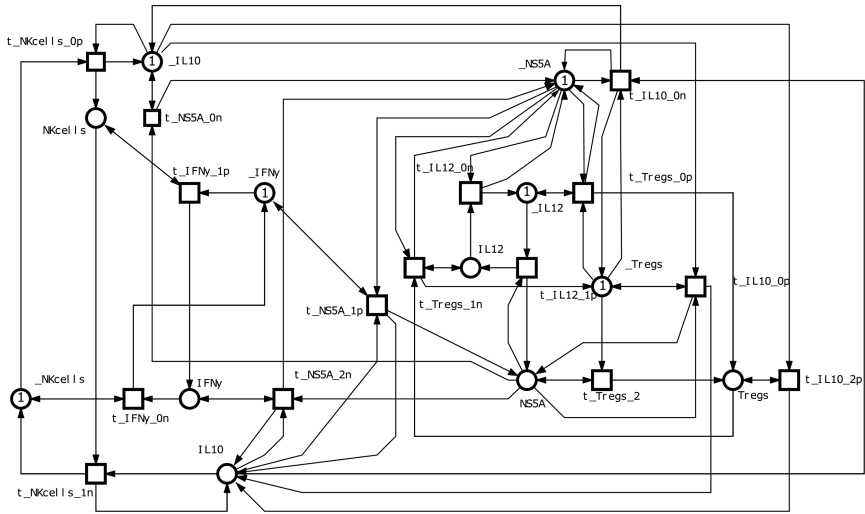 t_NKcells_0p
1
_IL10
_NS5A
1
t_IL10_0n
NKcells
t_NS5A_0n
t_IL12_0n
t_IFNy_1p
_IFNy
1
1
_IL12
t_Tregs_0p
IL12
_Tregs
t_IL12_1p
1
t_IL10_0p
t_NS5A_1p
t_Tregs_1n
_NKcells
1
t_IFNy_0n
IFNy
t_NS5A_2n
NS5A
t_Tregs_2
Tregs
t_IL10_2p
IL10
t_NKcells_1n